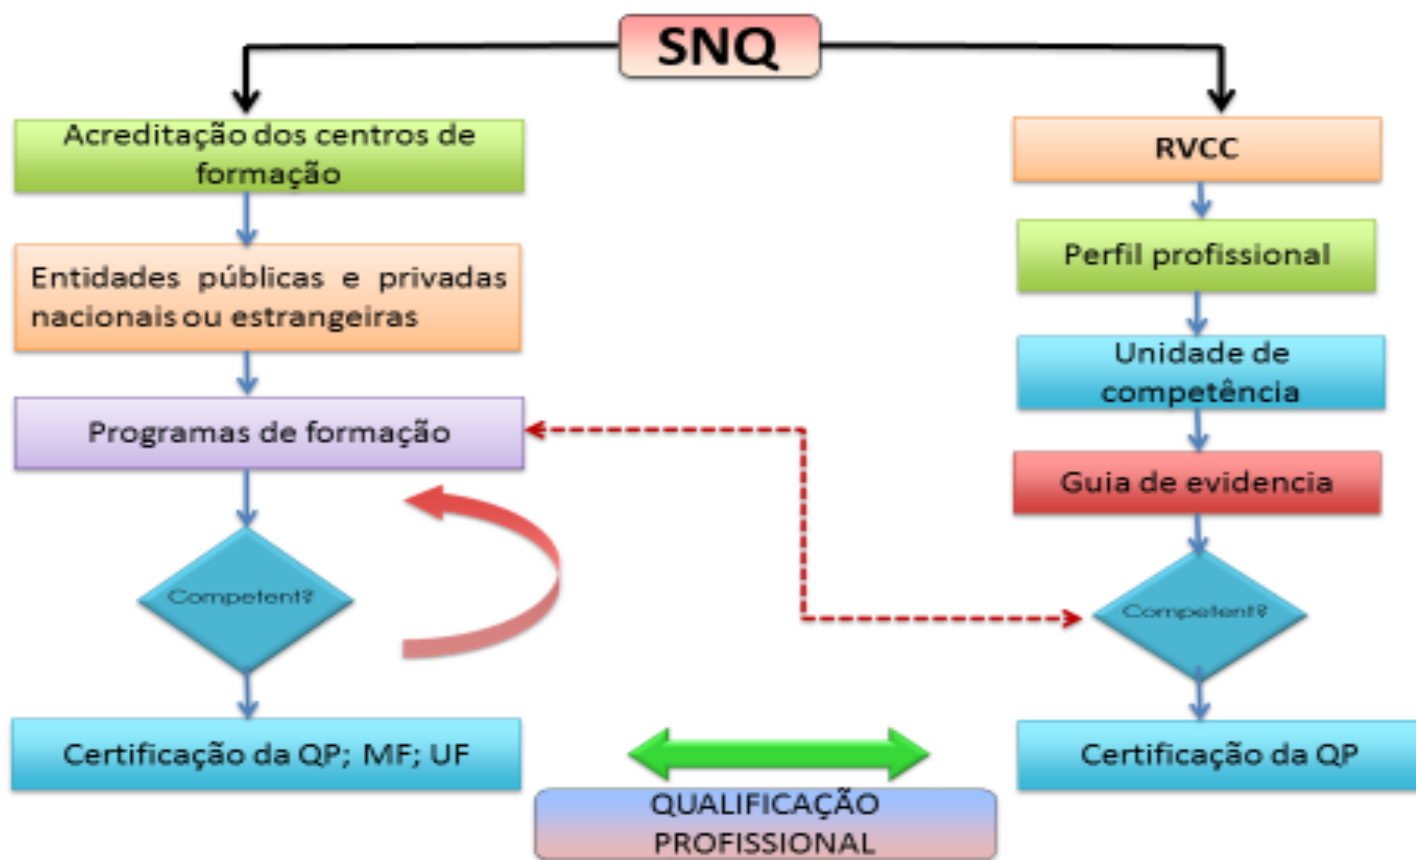 SNQ
Acreditação dos centros de
formação
Entidades públicas e privadas
nacionais ou estrangeiras
Programas de formação
Competent?
Certificação da QP; MF; UF
RVCC
Perfil profissional
Unidade de
competência
Guia de evidencia
Competent?
Certificação da QP
QUALIFICAÇÃO
PROFISSIONAL